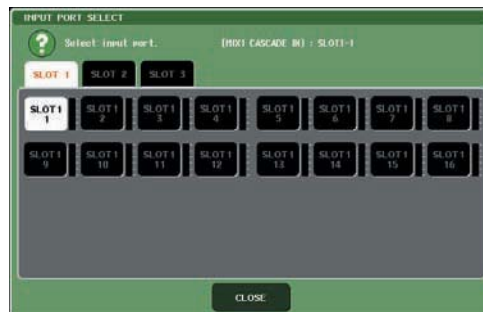 INPUT PORT SELECT
Select input port. [MIX1 CASCADE IN] : SLOT1-1
SLOT 1 SLOT 2 SLOT 3
SLOT1 SLOT1 SLOT1 SLOT1 SLOT1 SLOT1 SLOT1 SLOT1
1 2 3 4 5 6 7 8
SLOT1 SLOT1 SLOT1 SLOT1 SLOT1 SLOT1 SLOT1 SLOT1
9 10 11 12 13 14 15 16
CLOSE